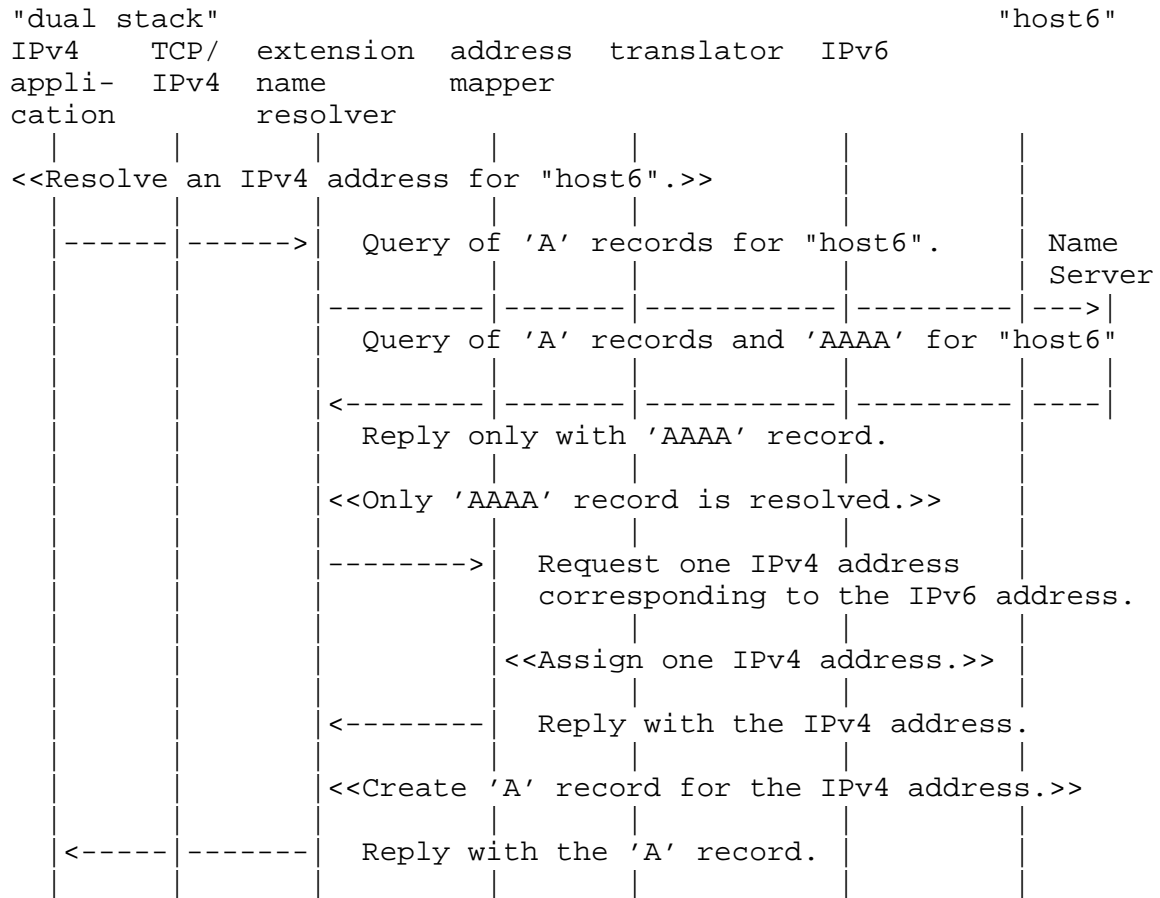 "dual stack" "host6"
IPv4 TCP/ extension address translator IPv6
appli- IPv4 name mapper
cation resolver
<<Resolve an IPv4 address for "host6".>>
Query of 'A' records for "host6". Name
Server
Query of 'A' records and 'AAAA' for "host6"
Reply only with 'AAAA' record.
<<Only 'AAAA' record is resolved.>>
Request one IPv4 address
corresponding to the IPv6 address.
<<Assign one IPv4 address.>>
Reply with the IPv4 address.
<<Create 'A' record for the IPv4 address.>>
Reply with the 'A' record.